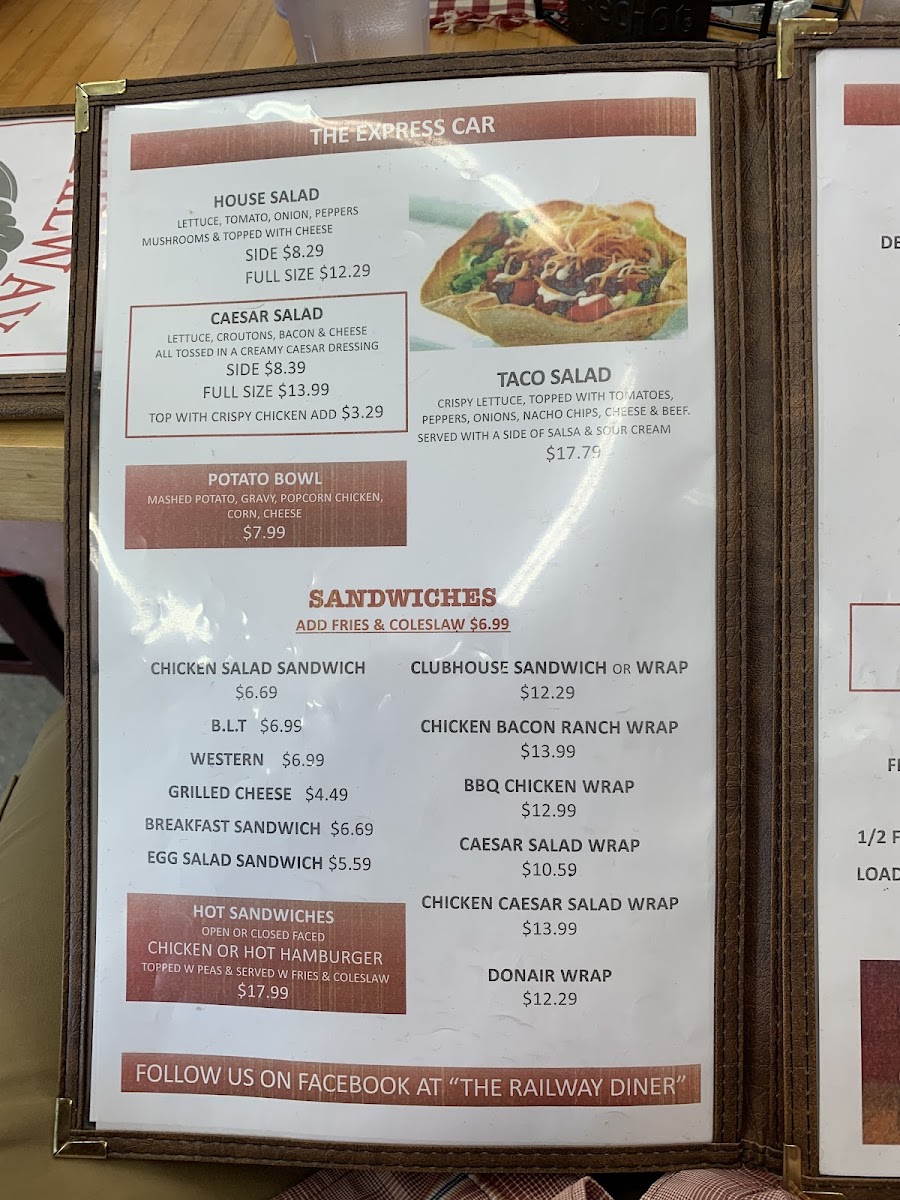 THE EXPRESS CAR
HOUSE SALAD
LETTUCE, TOMATO, ONION, PEPPERS
MUSHROOMS & TOPPED WITH CHEESE
SIDE $8.29
FULL SIZE $12.29
CAESAR SALAD
LETTUCE, CROUTONS, BACON & CHEESE
ALL TOSSED IN A CREAMY CAESAR DRESSING
SIDE $8.39
FULL SIZE $13.99
TOP WITH CRISPY CHICKEN ADD $3.29
TACO SALAD
CRISPY LETTUCE, TOPPED WITH TOMATOES,
PEPPERS, ONIONS, NACHO CHIPS, CHEESE & BEEF.
SERVED WITH A SIDE OF SALSA & SOUR CREAM
$17.79
POTATO BOWL
MASHED POTATO, GRAVY, POPCORN CHICKEN,
CORN, CHEESE
$7.99
SANDWICHES
ADD FRIES & COLESLAW $6.99
CHICKEN SALAD SANDWICH
$6.69
B.L.T $6.99
WESTERN $6.99
GRILLED CHEESE $4.49
BREAKFAST SANDWICH $6.69
EGG SALAD SANDWICH $5.59
HOT SANDWICHES
OPEN OR CLOSED FACED
CHICKEN OR HOT HAMBURGER
TOPPED W PEAS & SERVED W FRIES & COLESLAW
$17.99
CLUBHOUSE SANDWICH OR WRAP
$12.29
CHICKEN BACON RANCH WRAP
$13.99
BBQ CHICKEN WRAP
$12.99
CAESAR SALAD WRAP
$10.59
CHICKEN CAESAR SALAD WRAP
$13.99
DONAIR WRAP
$12.29
FOLLOW US ON FACEBOOK AT "THE RAILWAY DINER"
1/2 F
LOAD